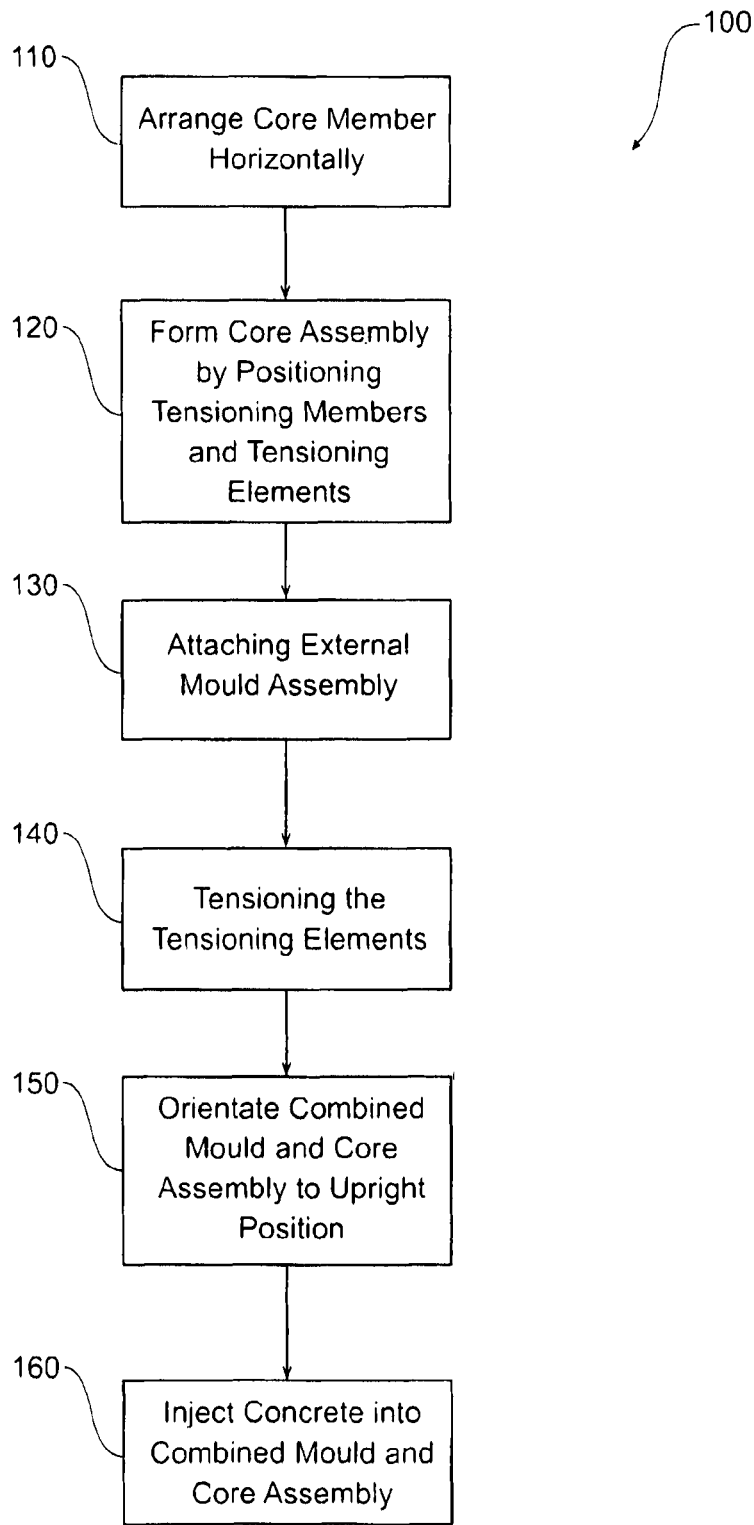 100
110
Arrange Core Member
Horizontally
120
Form Core Assembly
by Positioning
Tensioning Members
and Tensioning
Elements
130
Attaching External
Mould Assembly
140
Tensioning the
Tensioning Elements
150
Orientate Combined
Mould and Core
Assembly to Upright
Position
160
Inject Concrete into
Combined Mould and
Core Assembly